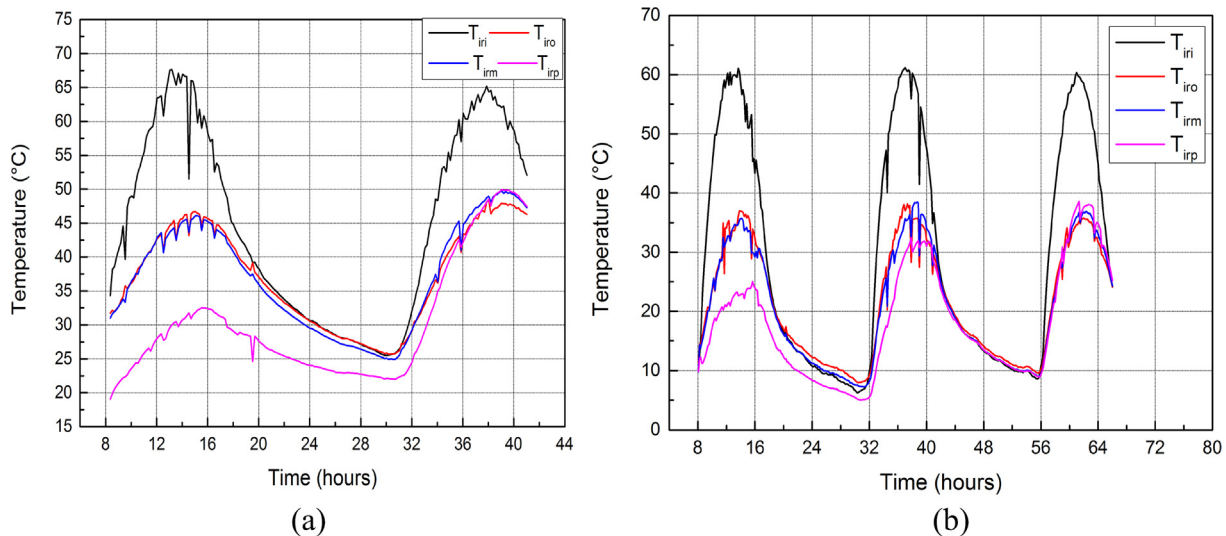 75
70
65
60
55
50
45
40
35
30
25
20
15
Temperature (°C)
T_iri T_iro
T_irm T_irp
8 12 16 20 24 28 32 36 40 44
Time (hours)
(a)
70
60
50
40
30
20
10
0
Temperature (°C)
T_iri
T_iro
T_irm
T_irp
8 16 24 32 40 48 56 64 72 80
Time (hours)
(b)